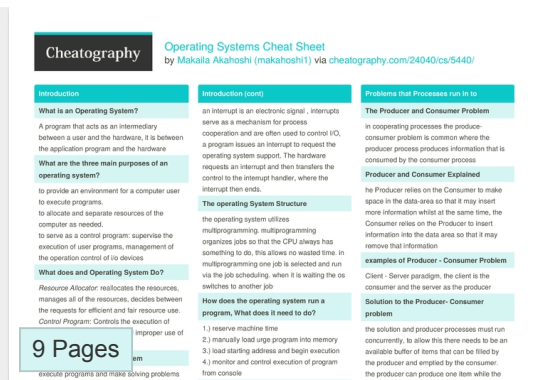 Cheatography
Operating Systems Cheat Sheet
by Makaila Akahoshi (makahoshi1) via cheatography.com/24040/cs/5440/
Introduction
What is an Operating System?
A program that acts as an intermediary
between a user and the hardware, it is between
the application program and the hardware
What are the three main purposes of an
operating system?
to provide an environment for a computer user
to execute programs.
to allocate and separate resources of the
computer as needed.
to serve as a control program: supervise the
execution of user programs, management of
the operation control of i/o devices
What does and Operating System Do?
Resource Allocator: reallocates the resources,
manages all of the resources, decides between
the requests for efficient and fair resource use.
Control Program: Controls the execution of
improper use of
em
execute programs and make solving problems
9 Pages
Introduction (cont)
an interrupt is an electronic signal , interrupts
serve as a mechanism for process
cooperation and are often used to control I/O,
a program issues an interrupt to request the
operating system support. The hardware
requests an interrupt and then transfers the
control to the interrupt handler, where the
interrupt then ends.
The operating System Structure
the operating system utilizes
multiprogramming. multiprogramming
organizes jobs so that the CPU always has
something to do, this allows no wasted time. in
multiprogramming one job is selected and run
via the job scheduling. when it is waiting the os
switches to another job
How does the operating system run a
program, What does it need to do?
1.) reserve machine time
2.) manually load urge program into memory
3.) load starting address and begin execution
4.) monitor and control execution of program
from console
Problems that Processes run in to
The Producer and Consumer Problem
in cooperating processes the produce-
consumer problem is common where the
producer process produces information that is
consumed by the consumer process
Producer and Consumer Explained
he Producer relies on the Consumer to make
space in the data-area so that it may insert
more information whilst at the same time, the
Consumer relies on the Producer to insert
information into the data area so that it may
remove that information
examples of Producer - Consumer Problem
Client - Server paradigm, the client is the
consumer and the server as the producer
Solution to the Producer- Consumer
problem
the solution and producer processes must run
concurrently, to allow this there needs to be an
available buffer of items that can be filled by
the producer and emptied by the consumer.
the producer can produce one item while the